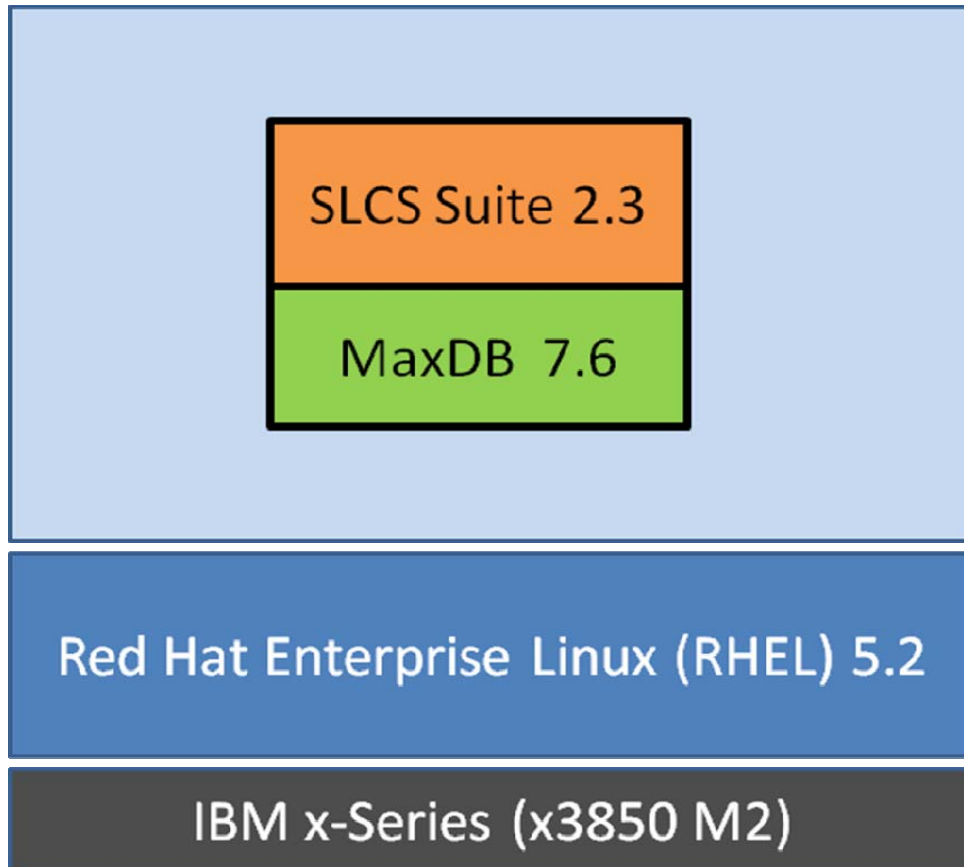 SLCS Suite 2.3
MaxDB 7.6
Red Hat Enterprise Linux (RHEL) 5.2
IBM x-Series (x3850 M2)